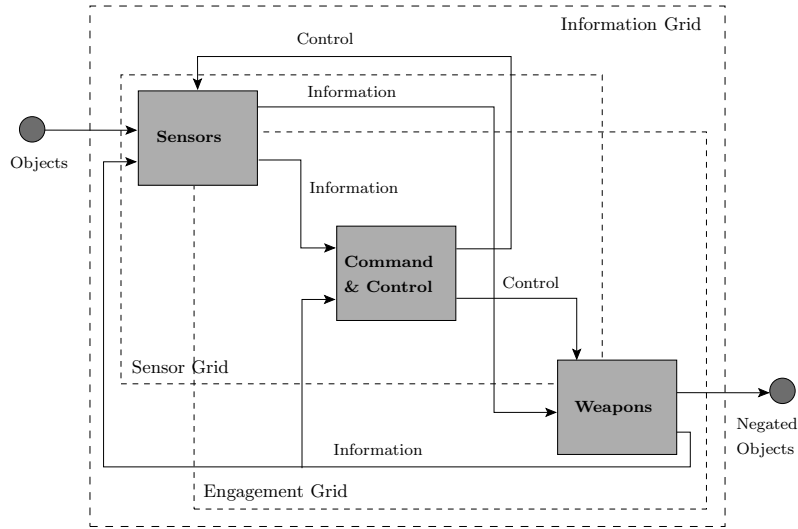 Information Grid
Control
Information
Sensors
Objects
Information
Command
& Control
Control
Sensor Grid
Weapons
Negated
Objects
Information
Engagement Grid